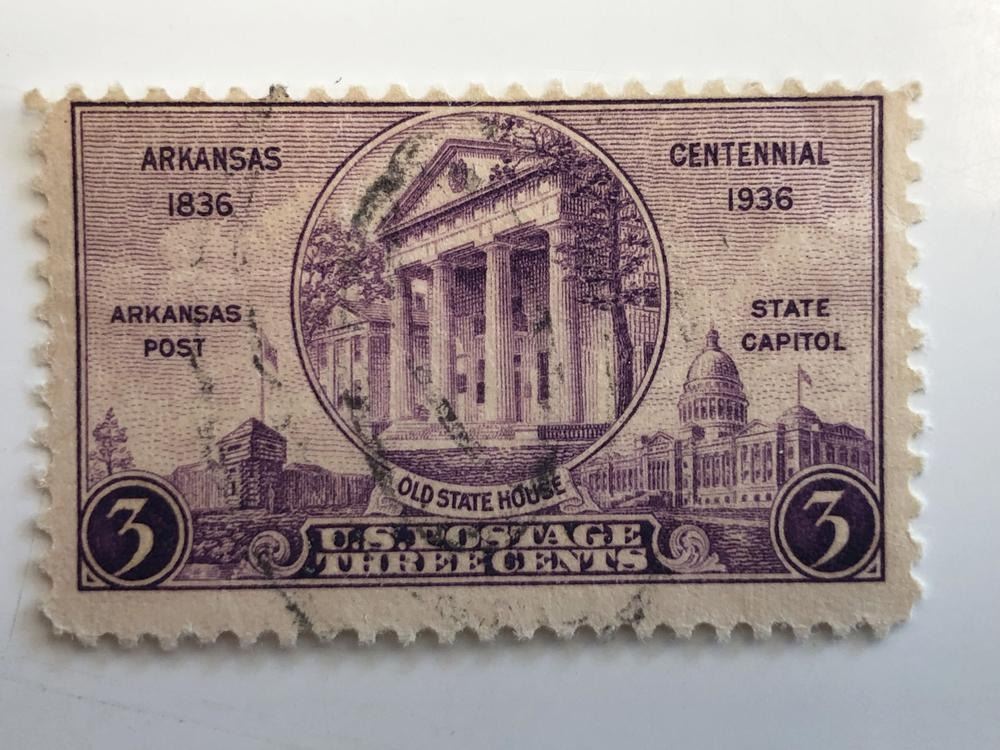 ARKANSAS
1836
CENTENNIAL
1936
ARKANSAS
POST
STATE
CAPITOL
OLD STATE HOUSE
3
U.S. POSTAGE
THREE CENTS
3